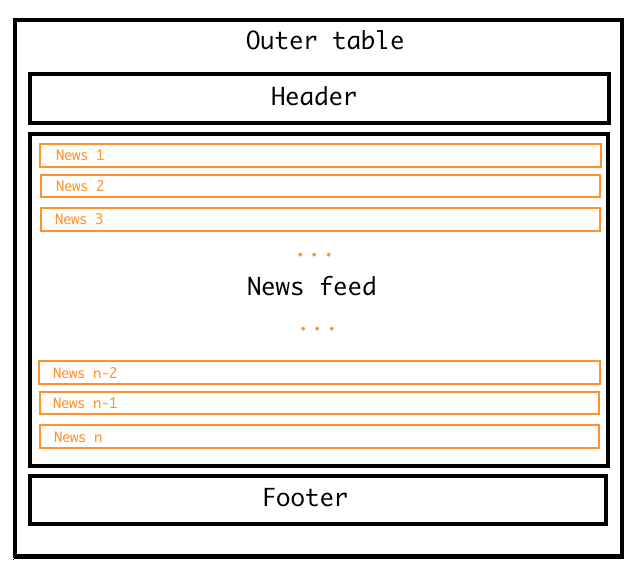 Outer table
Header
News 1
News 2
News 3
...
News feed
...
News n-2
News n-1
News n
Footer